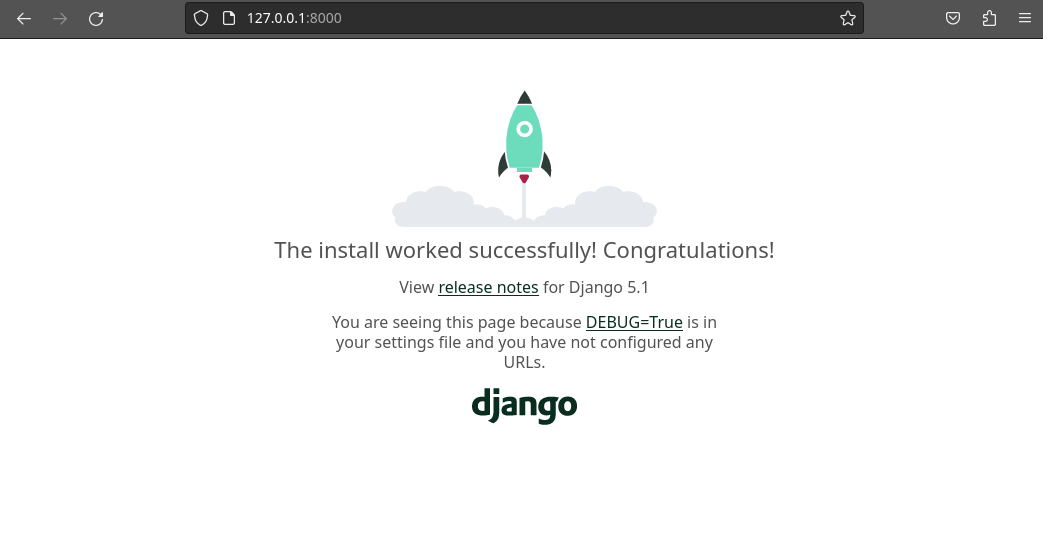 127.0.0.1:8000
The install worked successfully! Congratulations!
View release notes for Django 5.1
You are seeing this page because DEBUG=True is in
your settings file and you have not configured any
URLs.
django